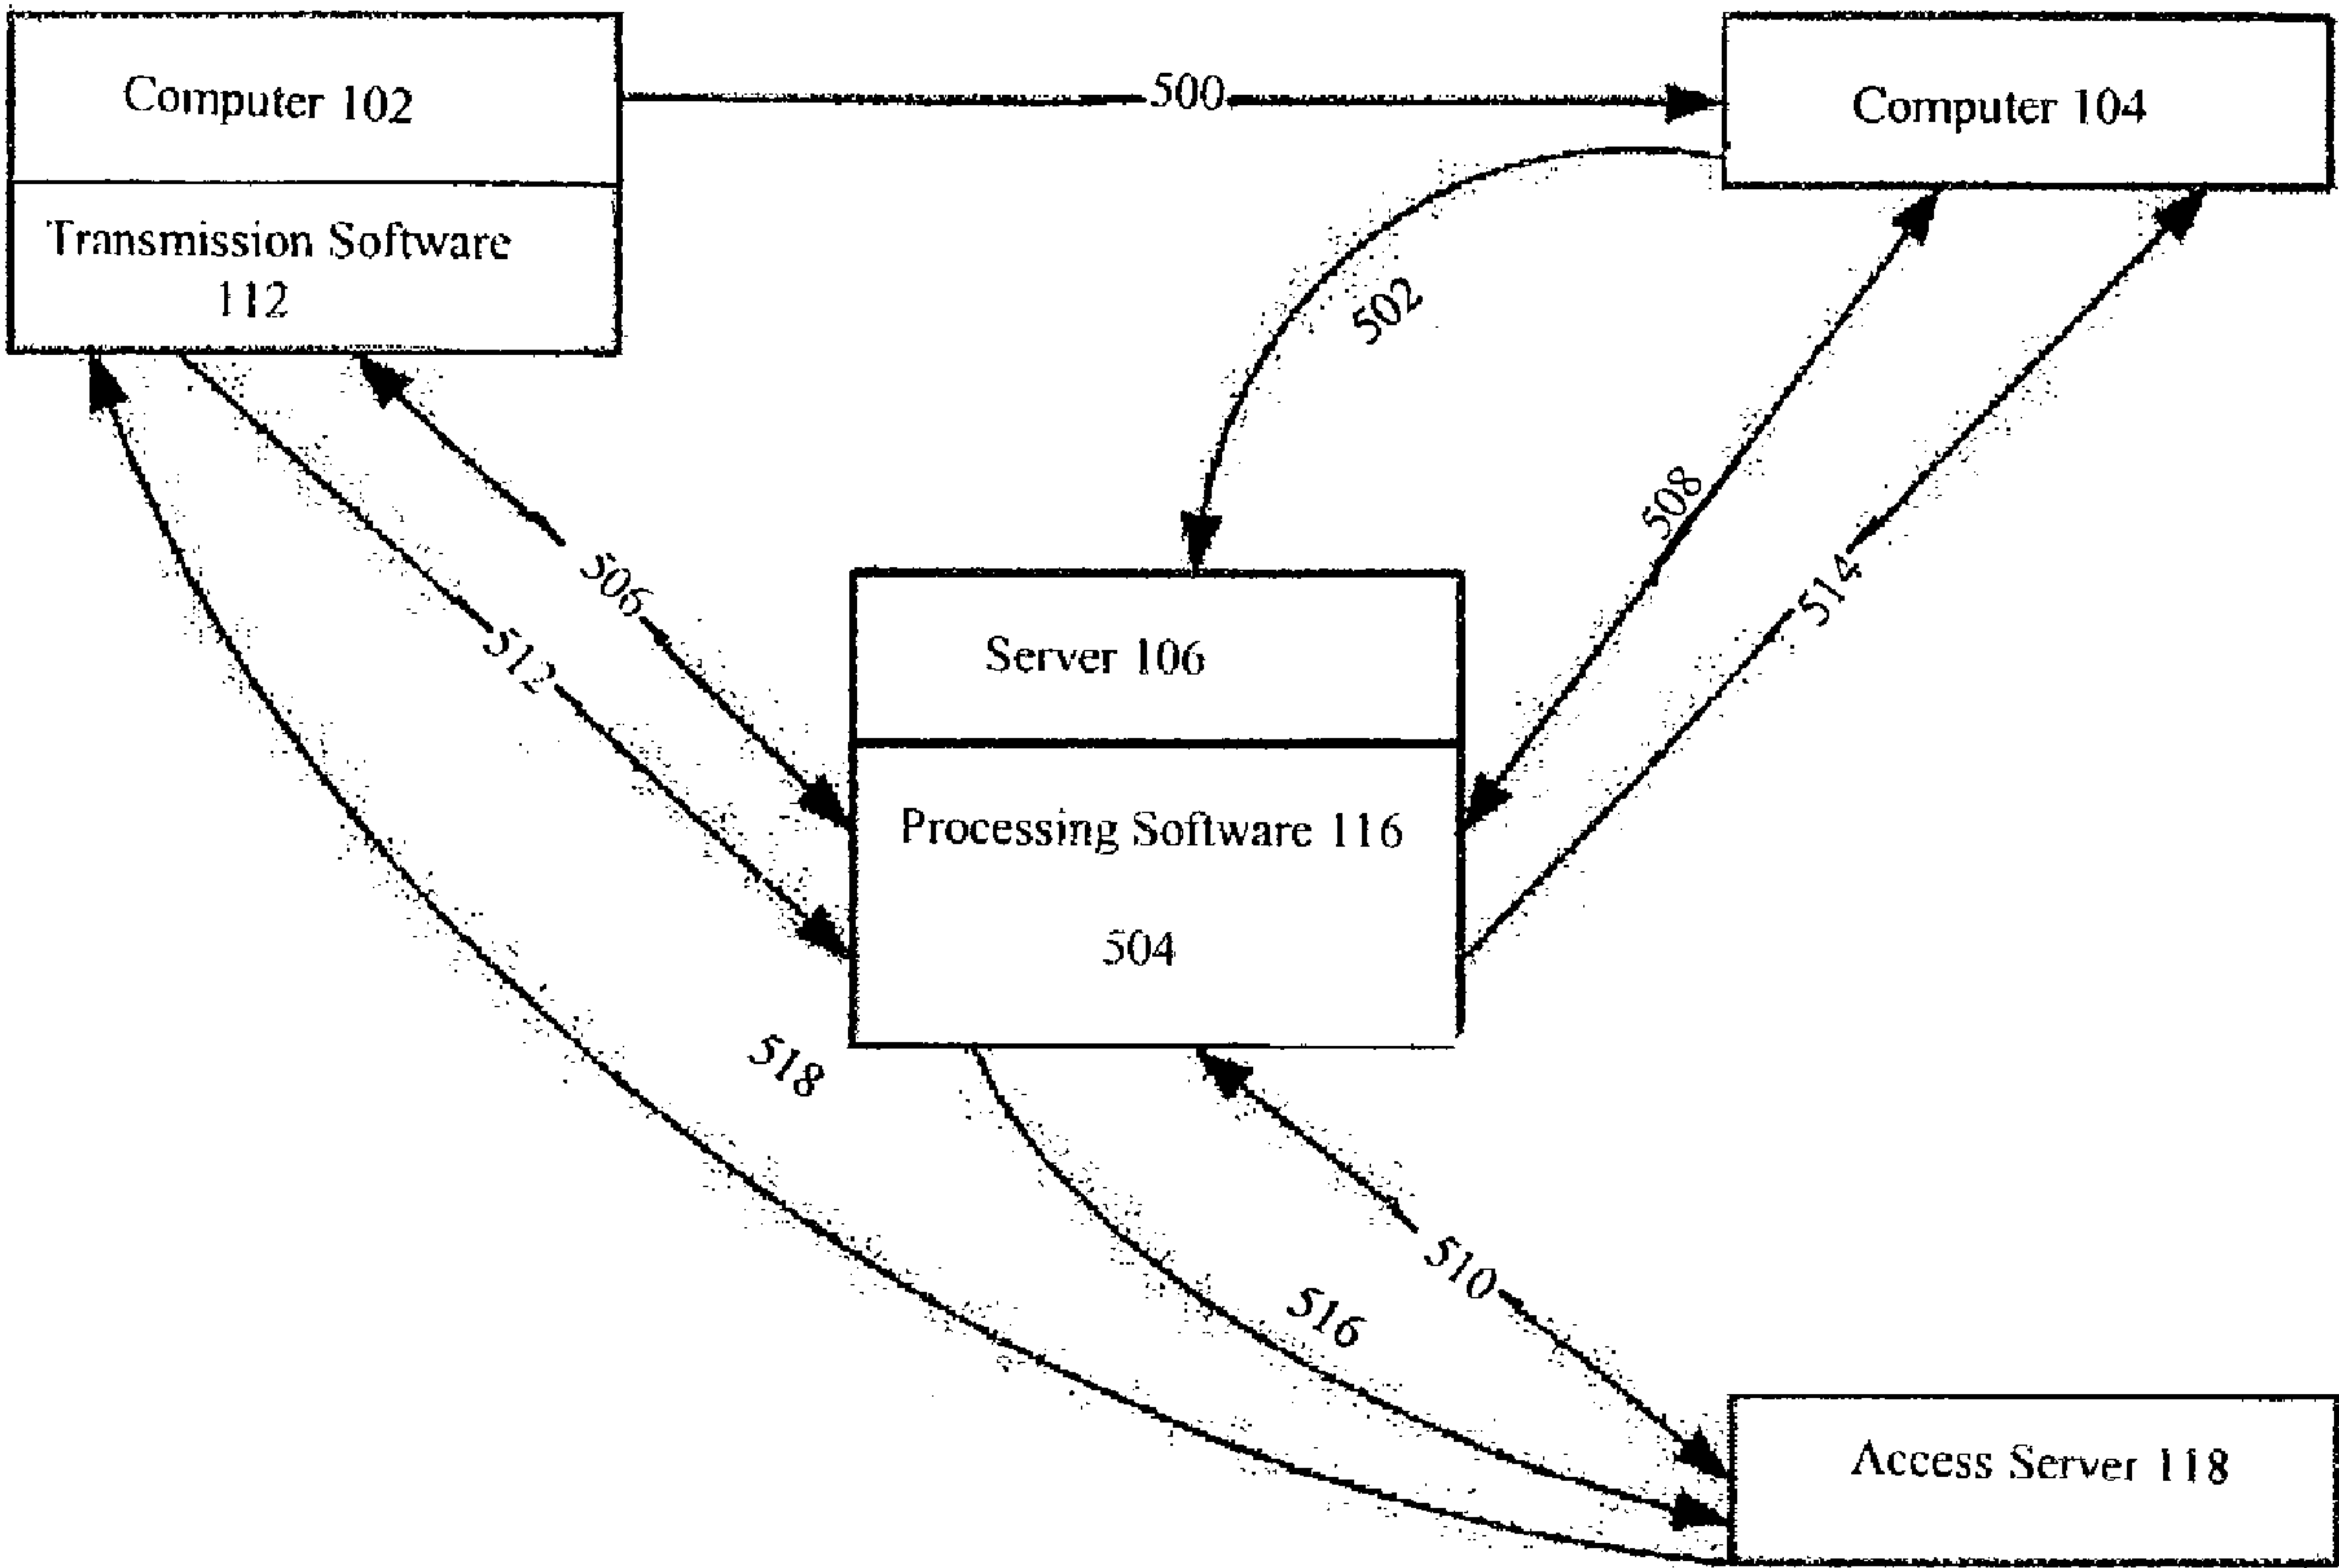 Computer 102
500
Computer 104
Transmission Software
112
502
508
506
514
512
Server 106
Processing Software 116
504
518
510
516
Access Server 118